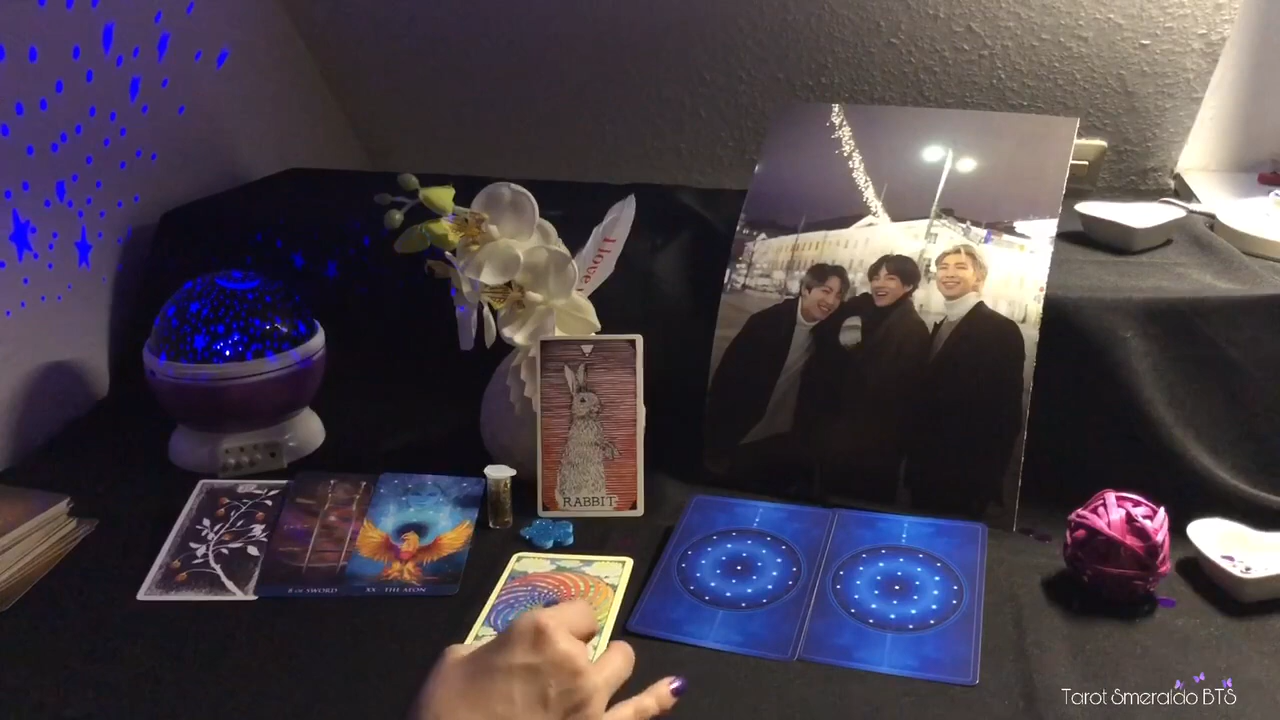 I love
RABBIT
8 OF SWORD
XX THE AEON
Tarot Smeraldo BTS